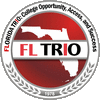 FLORIDA TRIO: College Opportunity, Access, and Success
FL TRIO